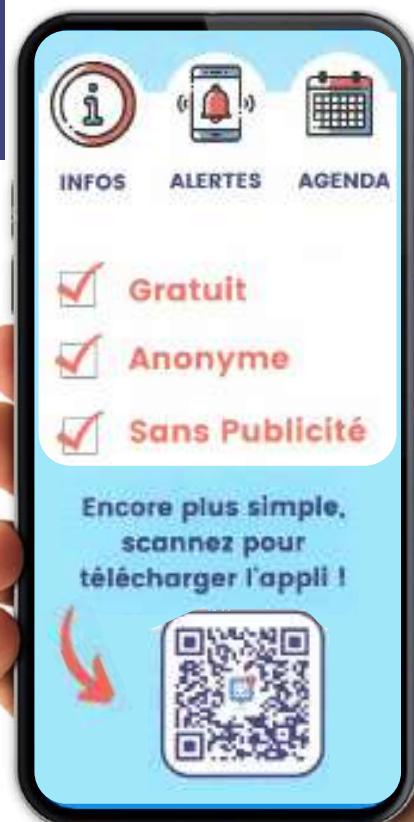 INFOS ALERTES AGENDA
Gratuit
Anonyme
Sans Publicité
Encore plus simple,
scannez pour
télécharger l'appli !